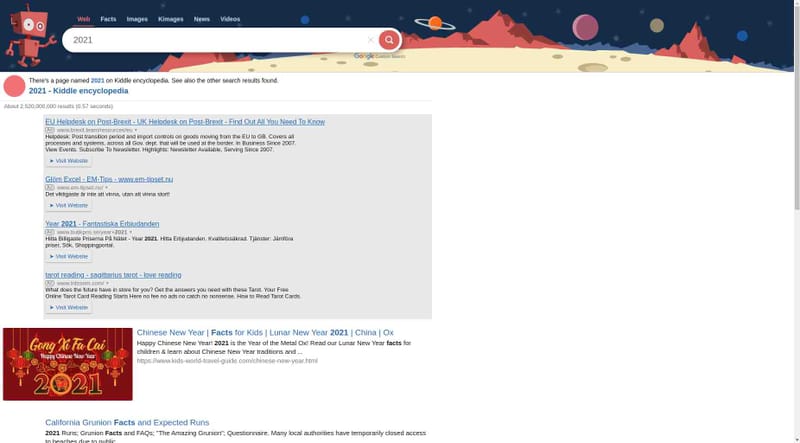 Web Facts Images Kimages News Videos
2021
Google Custom Search
There's a page named 2021 on Kiddle encyclopedia. See also the other search results found.
2021 - Kiddle encyclopedia
About 2,520,000,000 results (0.57 seconds)
EU Helpdesk on Post-Brexit - UK Helpdesk on Post-Brexit - Find Out All You Need To Know
Ad www.brexit.team/resources/eu
Helpdesk: Post transition period and import controls on goods moving from the EU to GB. Covers all
processes and systems, across all Gov. dept. that will be used at the border. In Business Since 2007.
View Events. Subscribe To Newsletter. Highlights: Newsletter Available, Serving Since 2007.
➤ Visit Website
Glöm Excel - EM-Tips - www.em-tipset.nu
Ad www.em-tipset.nu/
Det viktigaste är inte att vinna, utan att vinna stort!
➤ Visit Website
Year 2021 - Fantastiska Erbjudanden
Ad www.butikpris.se/year+2021
Hitta Billigaste Priserna På Nätet - Year 2021. Hitta Erbjudanden. Kvalitetssäkrad. Tjänster: Jämföra
priser, Sök, Shoppingportal.
➤ Visit Website
tarot reading - sagittarius tarot - love reading
What does the future have in store for you? Get the answers you need with these Tarot. Your Free
Online Tarot Card Reading Starts Here no fee no ads no catch no nonsense. How to Read Tarot Cards.
➤ Visit Website
Gong Xi Fa Cai
Happy Chinese New Year
2021
Chinese New Year | Facts for Kids | Lunar New Year 2021 | China | Ox
Happy Chinese New Year! 2021 is the Year of the Metal Ox! Read our Lunar New Year facts for
children & learn about Chinese New Year traditions and ...
https://www.kids-world-travel-guide.com/chinese-new-year.html
California Grunion Facts and Expected Runs
2021 Runs; Grunion Facts and FAQs; "The Amazing Grunion"; Questionnaire. Many local authorities have temporarily closed access
to beaches due to public